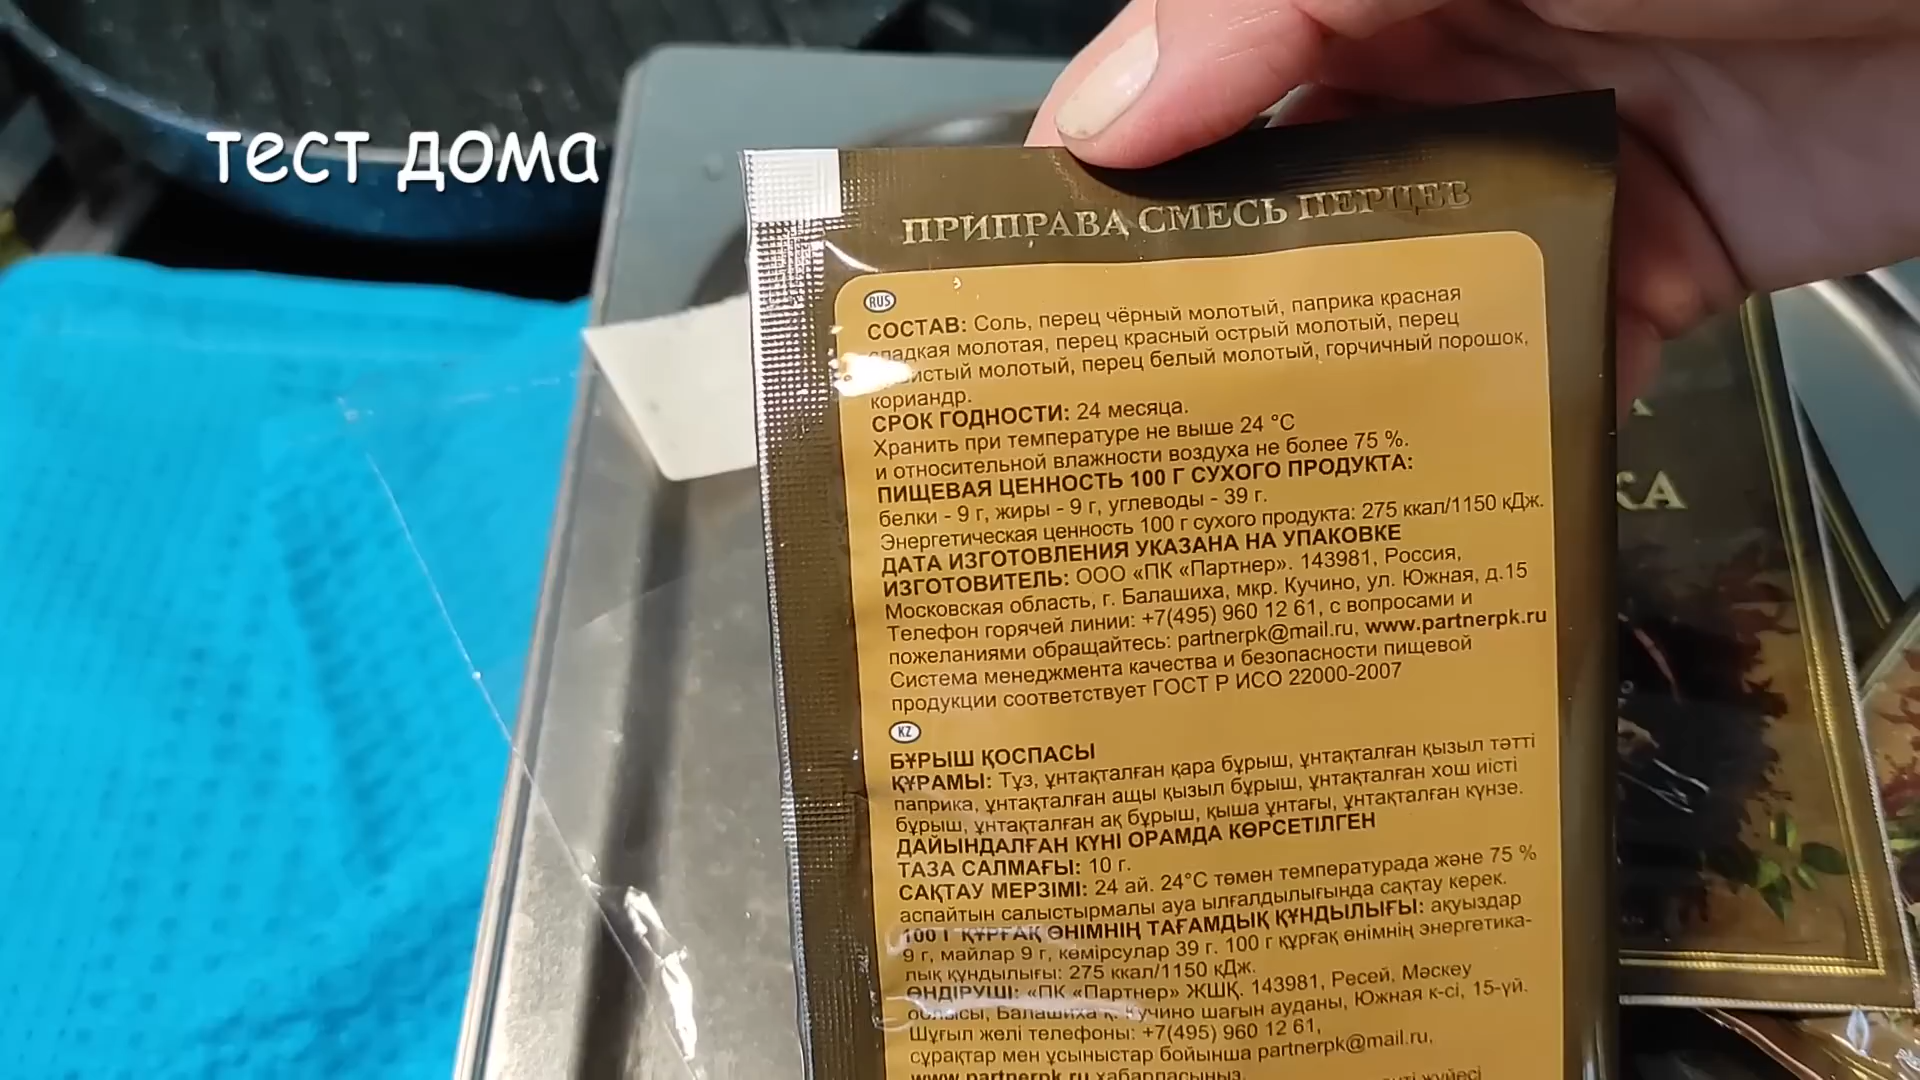 тест дома
ПРИПРАВА СМЕСЬ ПЕРЦЕВ
RUS
СОСТАВ: Соль, перец чёрный молотый, паприка красная
сладкая молотая, перец красный острый молотый, перец
молотый, перец белый молотый, горчичный порошок,
кориандр.
СРОК ГОДНОСТИ: 24 месяца.
Хранить при температуре не выше 24 °С
и относительной влажности воздуха не более 75 %.
ПИЩЕВАЯ ЦЕННОСТЬ 100 Г СУХОГО ПРОДУКТА:
белки - 9 г, жиры - 9 г, углеводы - 39 г.
Энергетическая ценность 100 г сухого продукта: 275 ккал/1150 кДж.
ДАТА ИЗГОТОВЛЕНИЯ УКАЗАНА НА УПАКОВКЕ
ИЗГОТОВИТЕЛЬ: ООО «ПК «Партнер». 143981, Россия,
Московская область, г. Балашиха, мкр. Кучино, ул. Южная, д.15
Телефон горячей линии: +7(495) 960 12 61, с вопросами и
пожеланиями обращайтесь: partnerpk@mail.ru, www.partnerpk.ru
Система менеджмента качества и безопасности пищевой
продукции соответствует ГОСТ Р ИСО 22000-2007
KZ
БҰРЫШ ҚОСПАСЫ
ҚҰРАМЫ: Тұз, ұнтақталған қара бұрыш, ұнтақталған қызыл тәтті
паприка, ұнтақталған ащы қызыл бұрыш, ұнтақталған хош иісті
бұрыш, ұнтақталған ақ бұрыш, қыша ұнтағы, ұнтақталған күнзе.
ДАЙЫНДАЛҒАН КҮНІ ОРАМДА КӨРСЕТІЛГЕН
ТАЗА САЛМАҒЫ: 10 г.
САҚТАУ МЕРЗІМІ: 24 ай. 24°С төмен температурада және 75 %
аспайтын салыстырмалы ауа ылғалдылығында сақтау керек.
100 Г ҚҰРҒАҚ ӨНІМНІҢ ТАҒАМДЫҚ ҚҰНДЫЛЫҒЫ: ақуыздар
9 г, майлар 9 г, көмірсулар 39 г. 100 г құрғақ өнімнің энергетика-
лық құндылығы: 275 ккал/1150 кДж.
ӨНДІРУШІ: «ПК «Партнер» ЖШҚ. 143981, Ресей, Мәскеу
облысы, Балашиха қ. Кучино шағын ауданы, Южная к-сі, 15-үй.
Шұғыл желі телефоны: +7(495) 960 12 61,
сұрақтар мен ұсыныстар бойынша partnerpk@mail.ru,
www.partnerpk.ru хабарласыңыз.